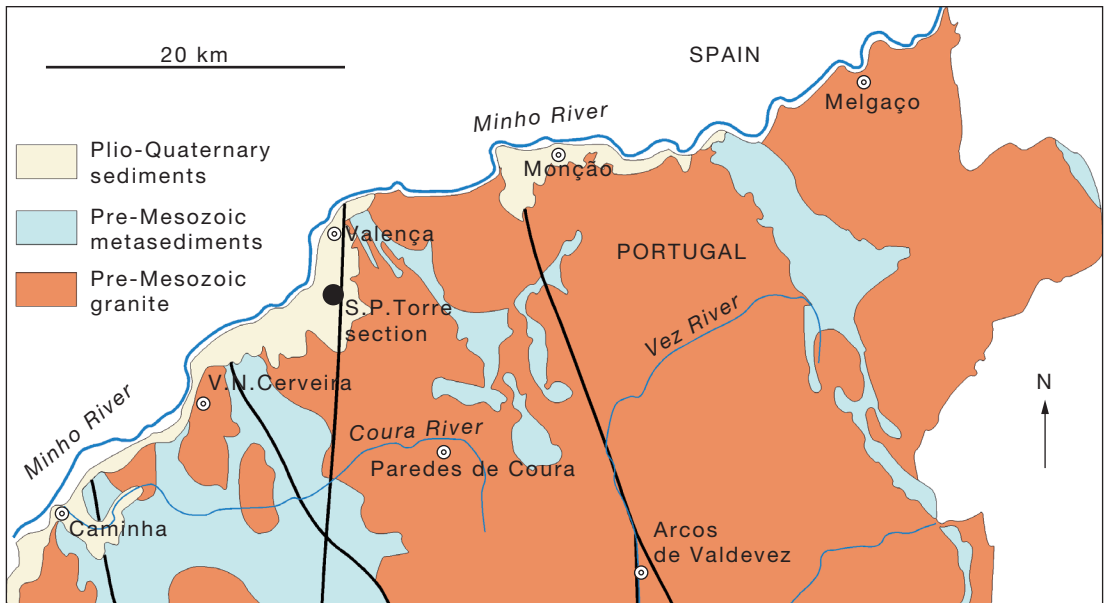 20 km
SPAIN
Melgaço
Minho River
Plio-Quaternary
sediments
Monção
Pre-Mesozoic
metasediments
Valença
PORTUGAL
Pre-Mesozoic
granite
S.P.Torre
section
Vez River
V.N.Cerveira
N
Minho River
Coura River
Paredes de Coura
Caminha
Arcos
de Valdevez